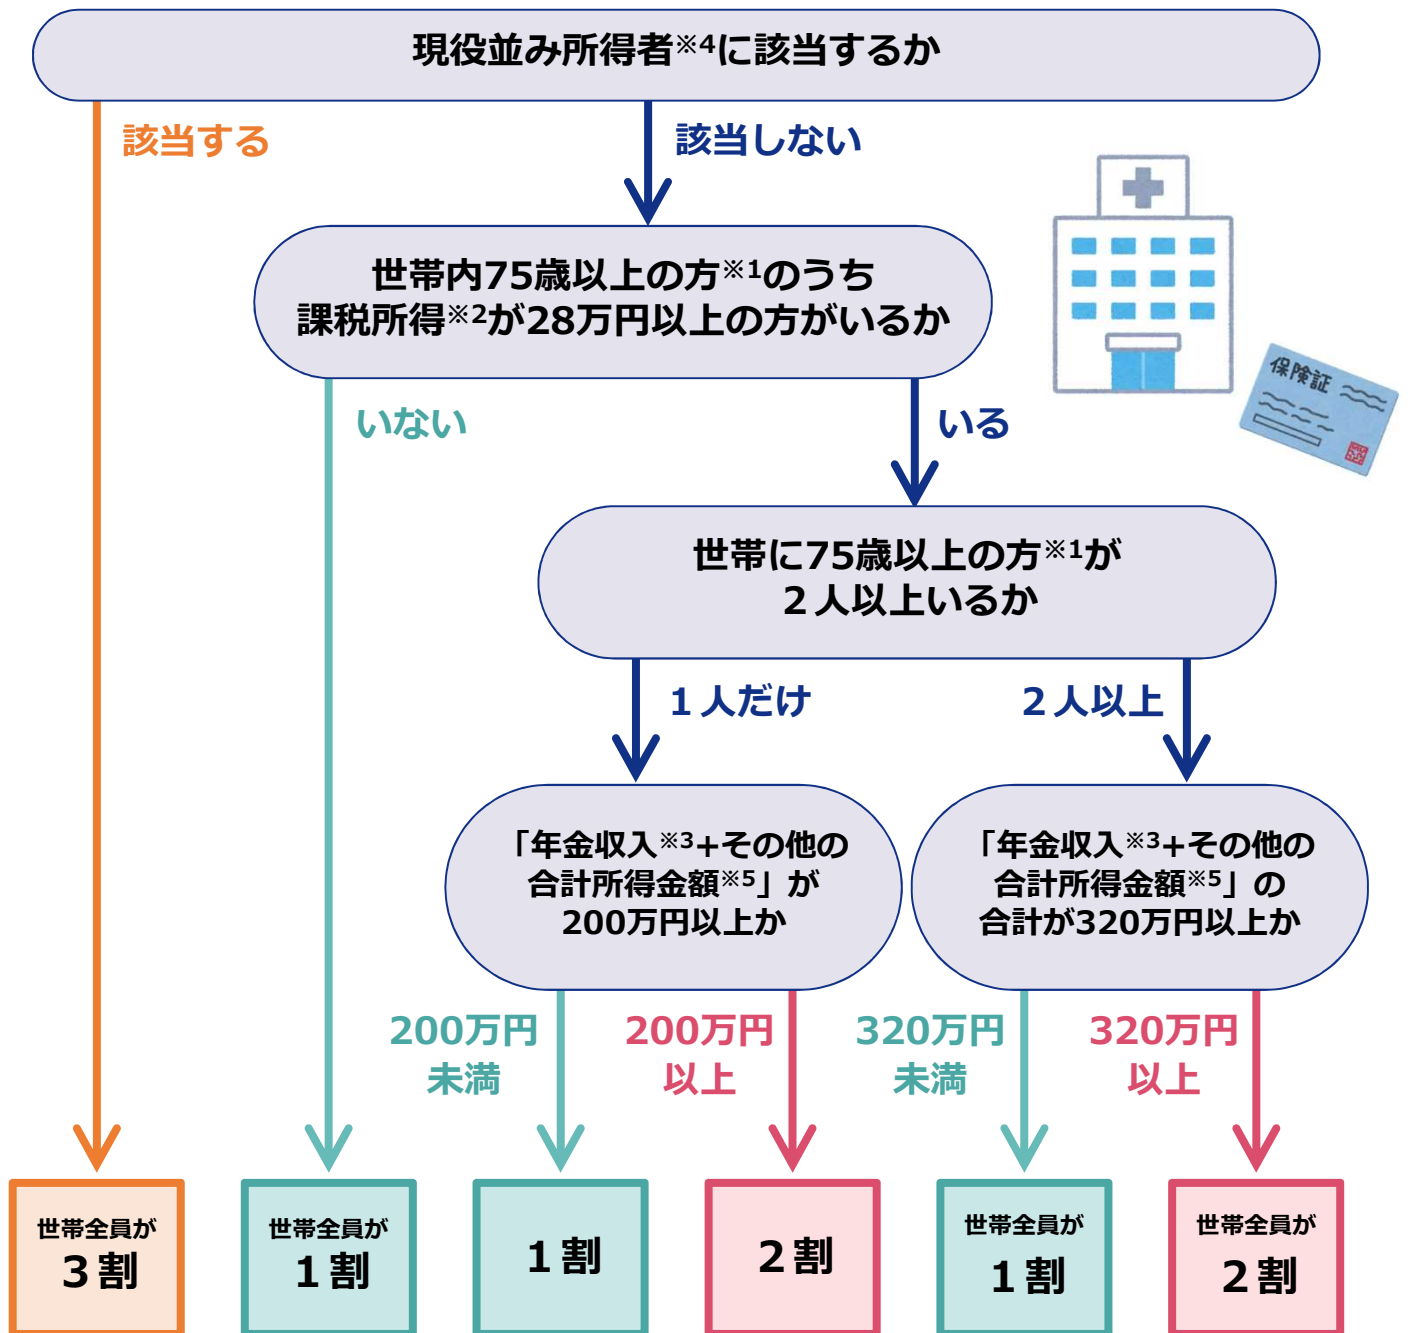 現役並み所得者※4に該当するか
該当する
該当しない
世帯内75歳以上の方※1のうち
課税所得※2が28万円以上の方がいるか
保険証
いない
いる
世帯に75歳以上の方※1が
２人以上いるか
１人だけ
２人以上
「年金収入※3+その他の
合計所得金額※5」が
200万円以上か
「年金収入※3+その他の
合計所得金額※5」の
合計が320万円以上か
200万円
未満
200万円
以上
320万円
未満
320万円
以上
世帯全員が
３割
世帯全員が
１割
１割
２割
世帯全員が
１割
世帯全員が
２割